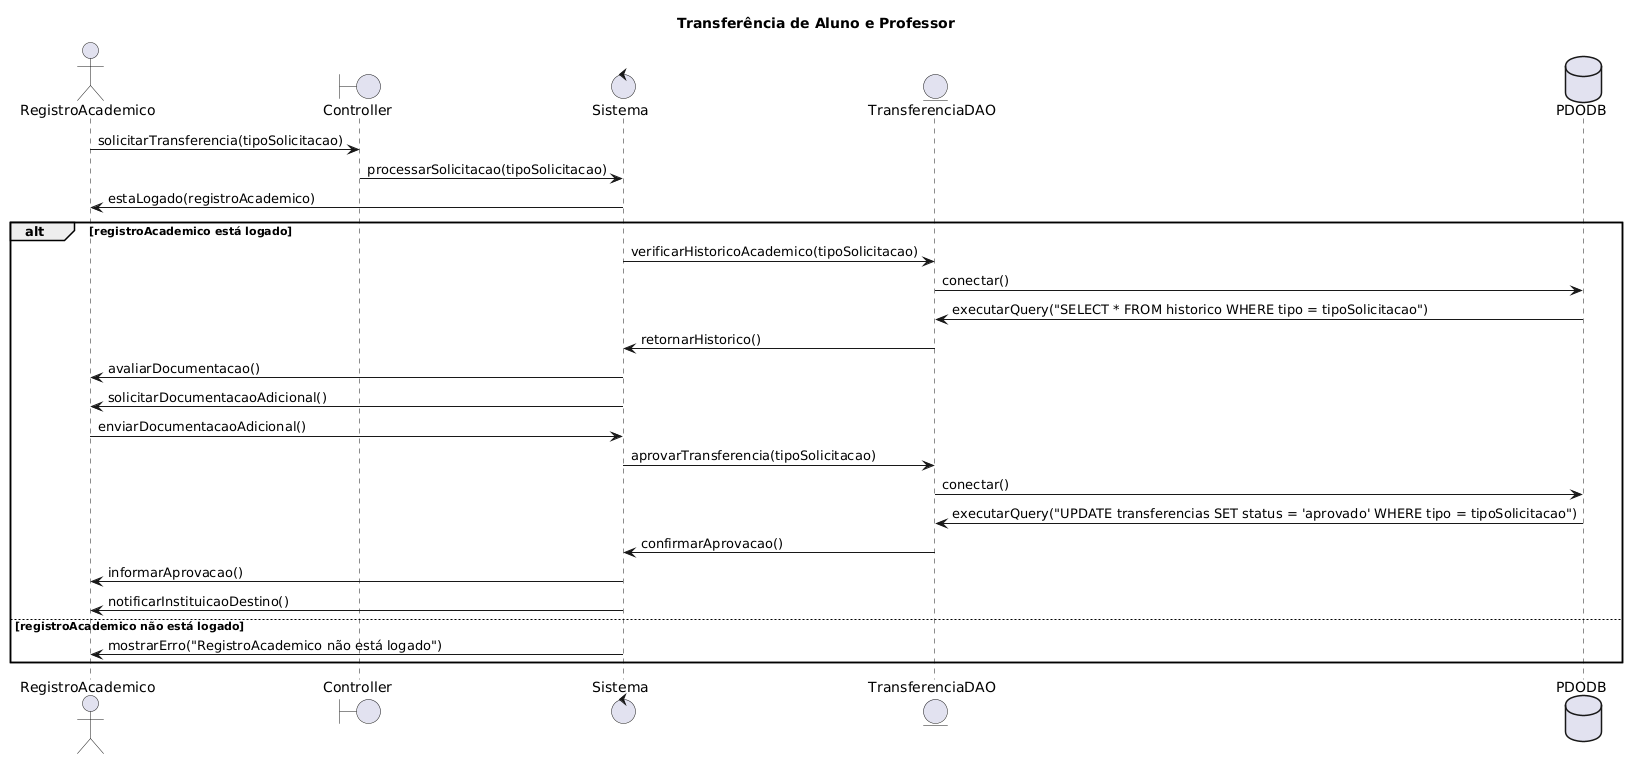 Transferência de Aluno e Professor
RegistroAcademico Controller Sistema TransferenciaDAO PDODB
solicitarTransferencia(tipoSolicitacao)
processarSolicitacao(tipoSolicitacao)
estaLogado(registroAcademico)
alt [registroAcademico está logado]
verificarHistoricoAcademico(tipoSolicitacao)
conectar()
executarQuery("SELECT * FROM historico WHERE tipo = tipoSolicitacao")
retornarHistorico()
avaliarDocumentacao()
solicitarDocumentacaoAdicional()
enviarDocumentacaoAdicional()
aprovarTransferencia(tipoSolicitacao)
conectar()
executarQuery("UPDATE transferencias SET status = 'aprovado' WHERE tipo = tipoSolicitacao")
confirmarAprovacao()
informarAprovacao()
notificarInstituicaoDestino()
[registroAcademico não está logado]
mostrarErro("RegistroAcademico não está logado")
RegistroAcademico Controller Sistema TransferenciaDAO PDODB